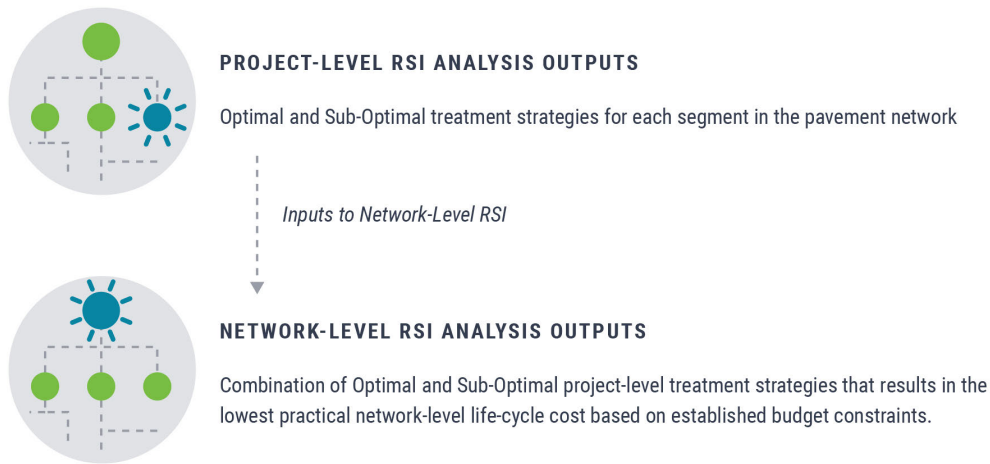 PROJECT-LEVEL RSI ANALYSIS OUTPUTS
Optimal and Sub-Optimal treatment strategies for each segment in the pavement network
Inputs to Network-Level RSI
NETWORK-LEVEL RSI ANALYSIS OUTPUTS
Combination of Optimal and Sub-Optimal project-level treatment strategies that results in the
lowest practical network-level life-cycle cost based on established budget constraints.